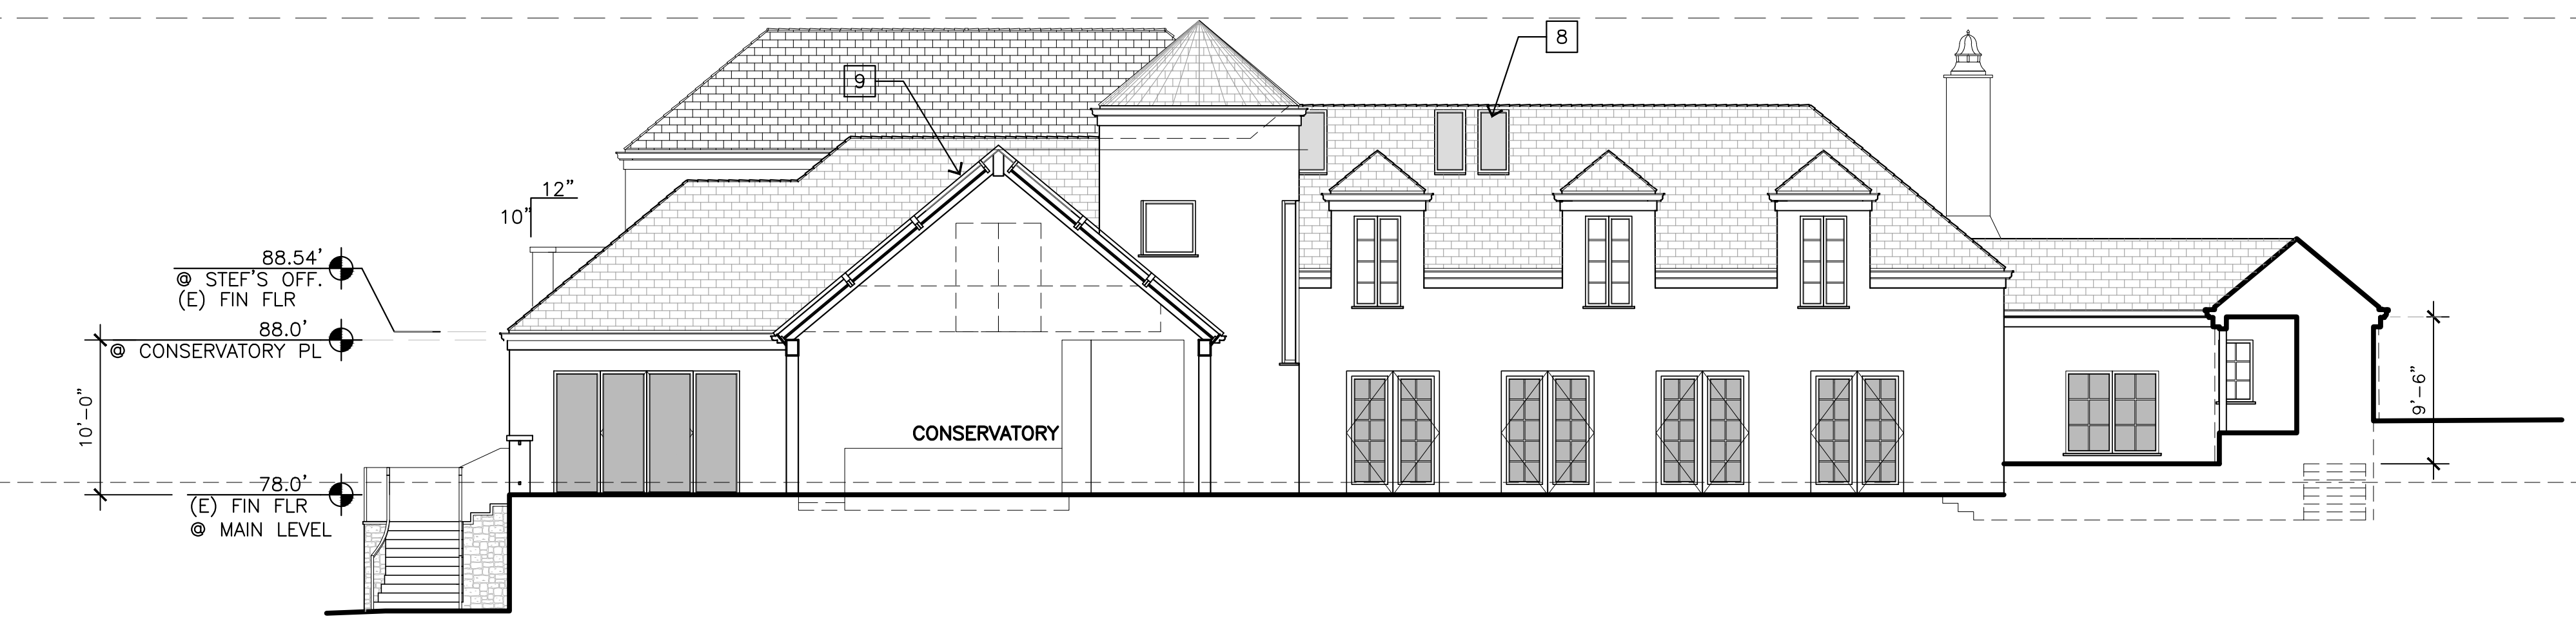 8
9
12"
10"
88.54'
@ STEF'S OFF.
(E) FIN FLR
88.0'
@ CONSERVATORY PL
10'-0"
9'-6"
CONSERVATORY
78.0'
(E) FIN FLR
@ MAIN LEVEL